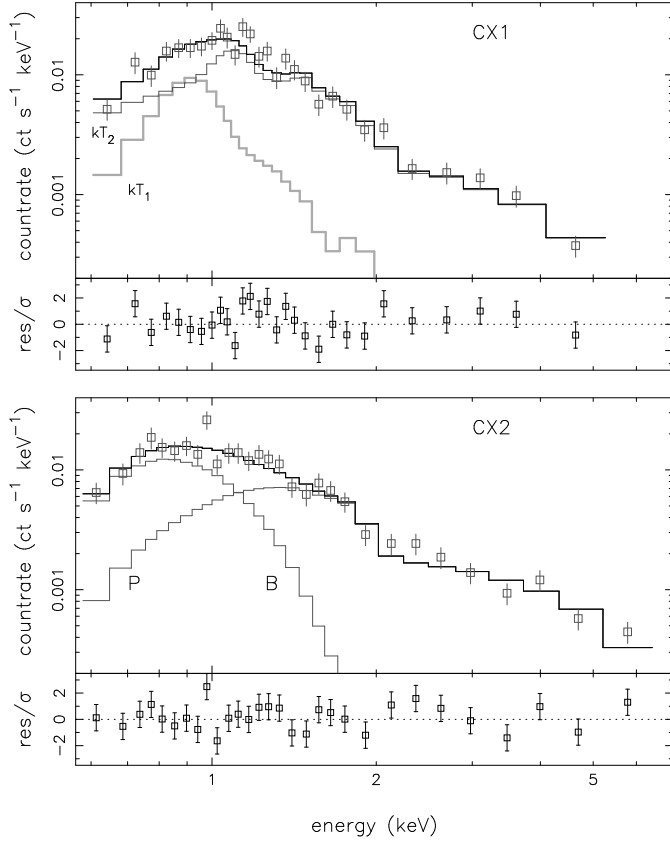 CX1
countrate (ct s⁻¹ keV⁻¹)
0.01
0.001
kT₂
kT₁
res/σ
2
0
−2
CX2
countrate (ct s⁻¹ keV⁻¹)
0.01
0.001
P
B
res/σ
2
0
−2
1 2 5
energy (keV)